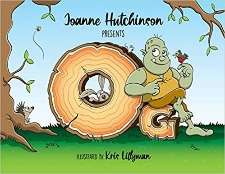 Joanne Hutchinson
PRESENTS
OG
ILLUSTRATED BY Kris Lillyman